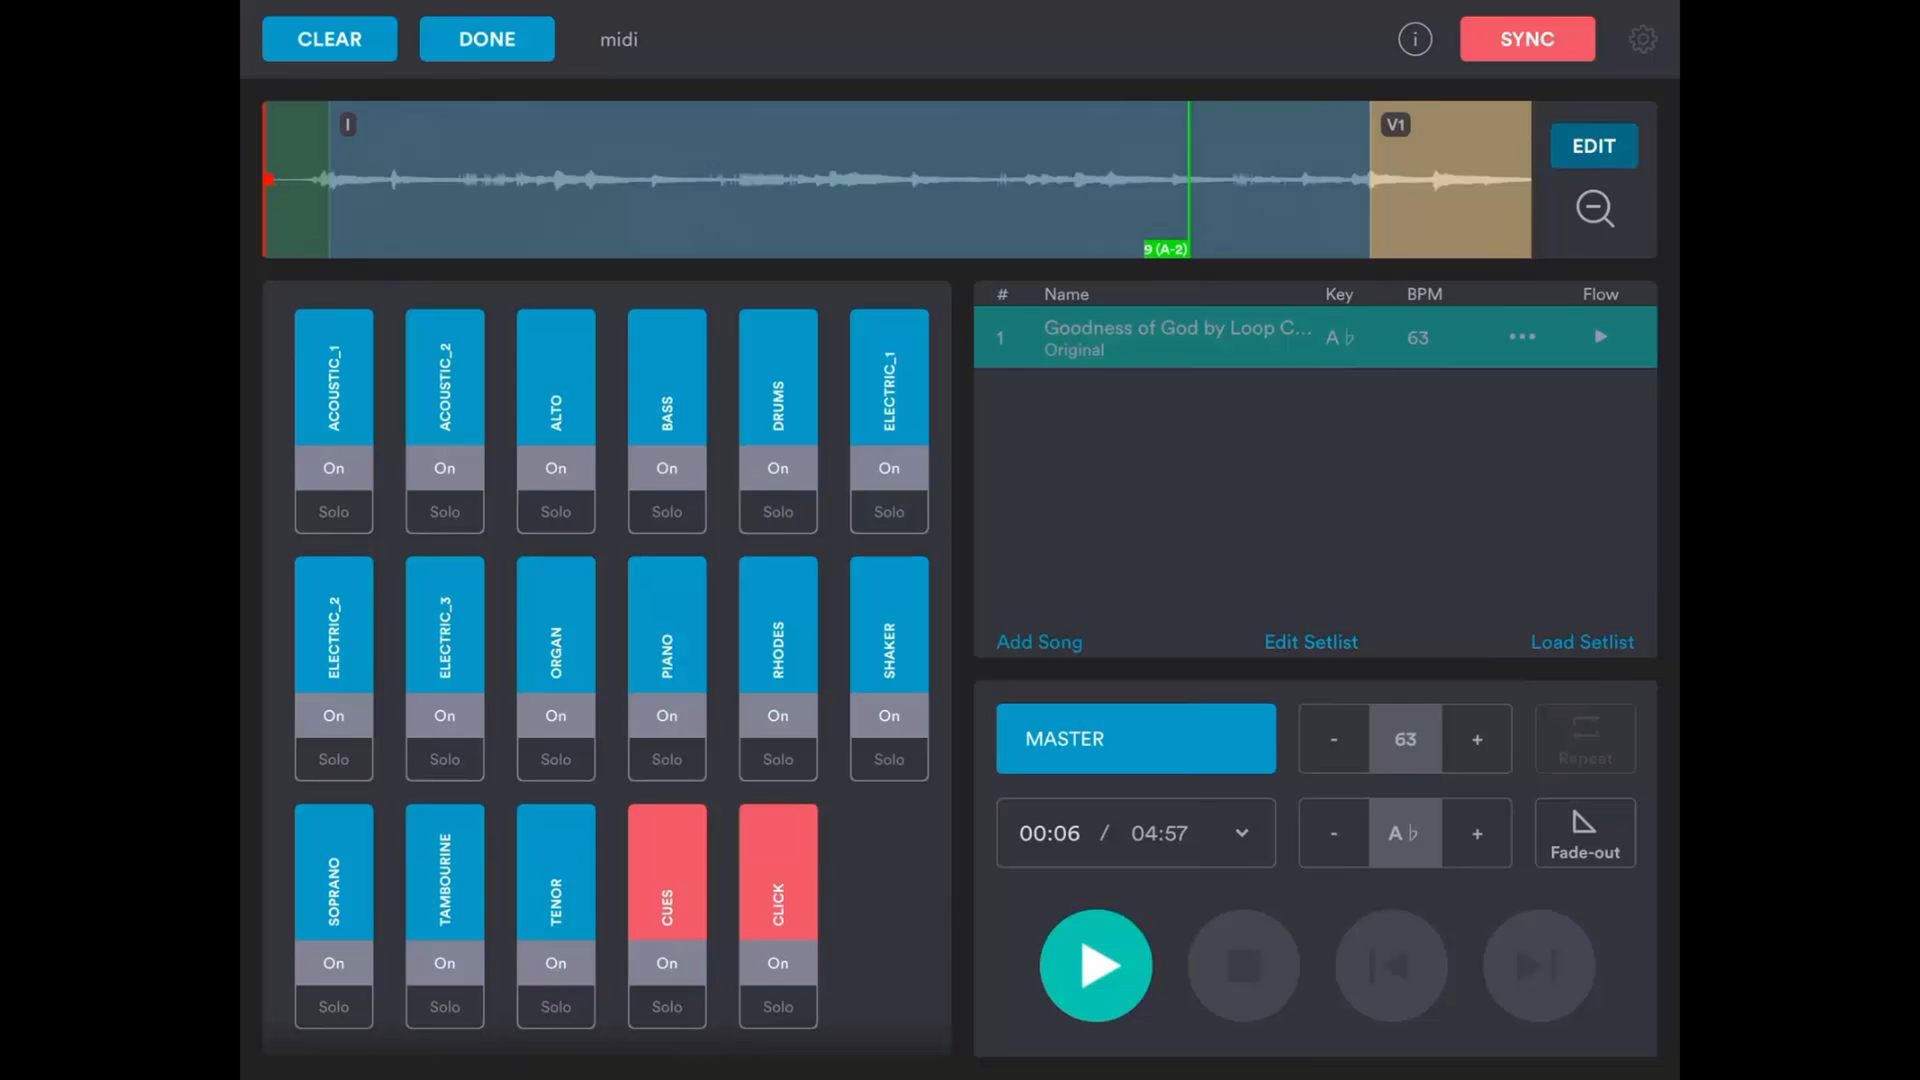 CLEAR
DONE
midi
i
SYNC
I
V1
EDIT
9 (A-2)
ACOUSTIC_1
ACOUSTIC_2
ALTO
BASS
DRUMS
ELECTRIC_1
On
On
On
On
On
On
Solo
Solo
Solo
Solo
Solo
Solo
ELECTRIC_2
ELECTRIC_3
ORGAN
PIANO
RHODES
SHAKER
On
On
On
On
On
On
Solo
Solo
Solo
Solo
Solo
Solo
SOPRANO
TAMBOURINE
TENOR
CUES
CLICK
On
On
On
On
On
Solo
Solo
Solo
Solo
Solo
# Name Key BPM Flow
1 Goodness of God by Loop C... A♭ 63
Original
Add Song Edit Setlist Load Setlist
MASTER
- 63 +
Repeat
00:06 / 04:57
- A♭ +
Fade-out